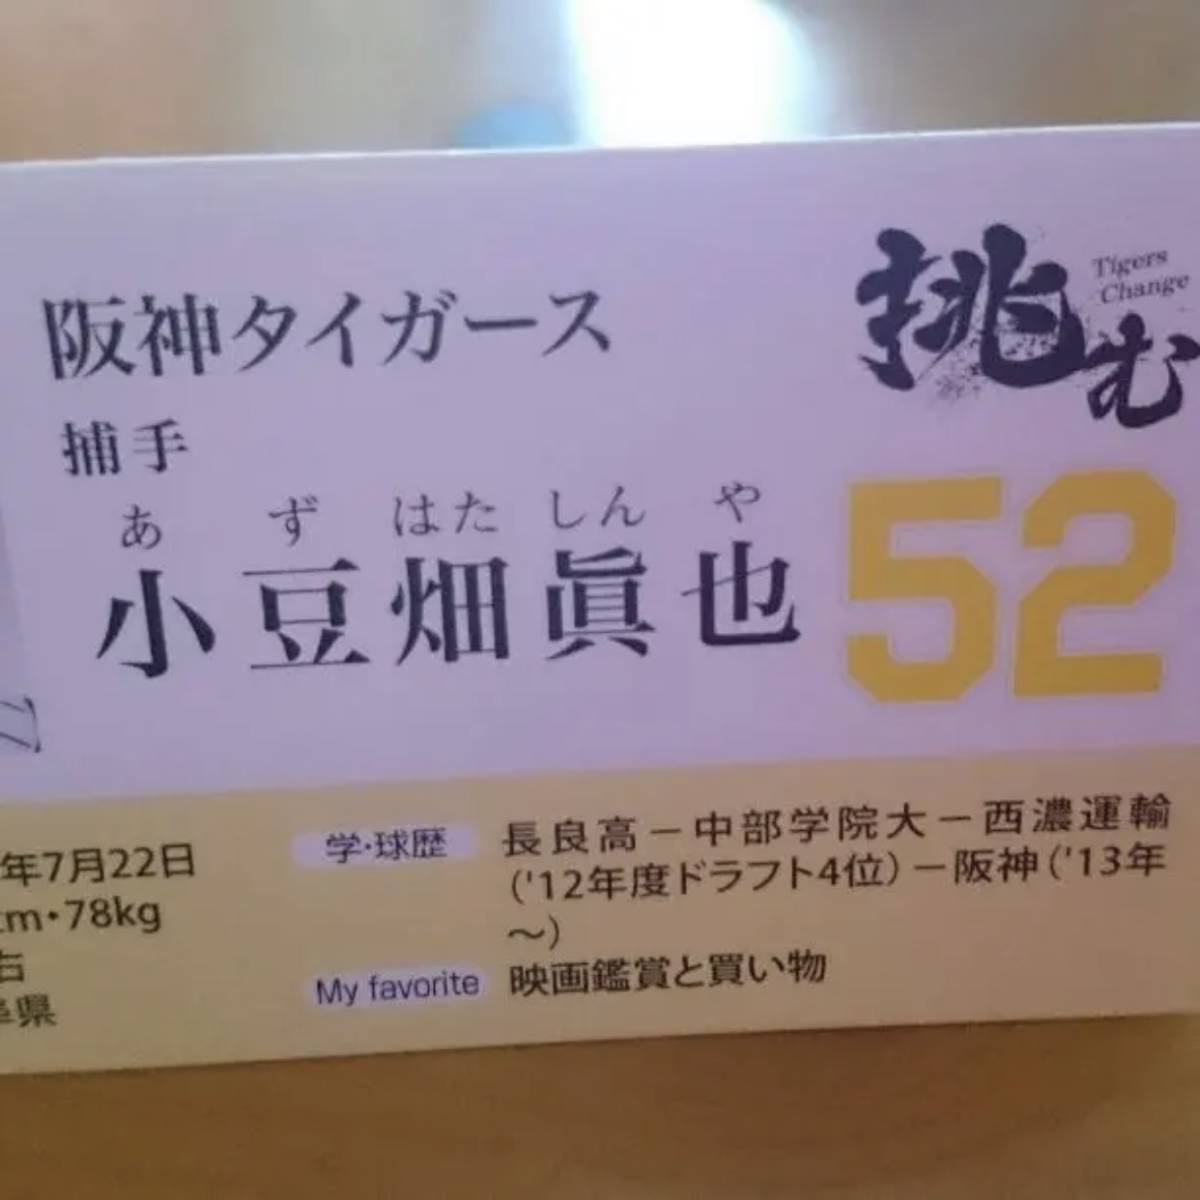 阪神タイガース
挑む
Tigers
Change
捕手
あずはたしんや
小豆畑眞也
52
年7月22日
cm・78kg
右
県
学・球歴
長良高－中部学院大－西濃運輸
('12年度ドラフト4位)－阪神('13年
～)
My favorite
映画鑑賞と買い物